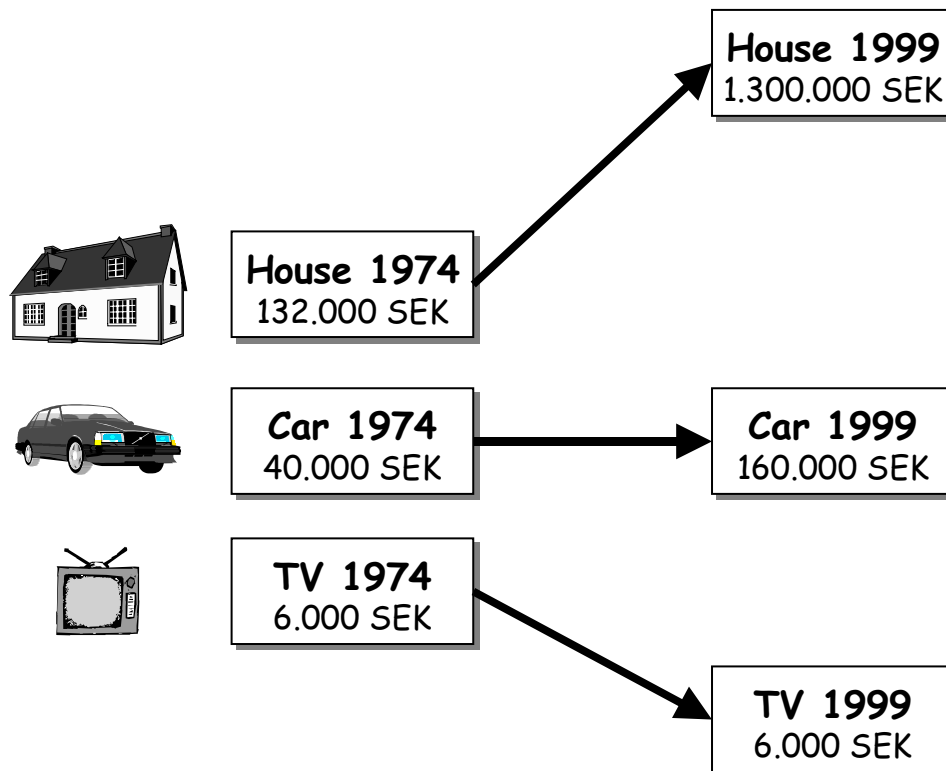 House 1999
1.300.000 SEK
House 1974
132.000 SEK
Car 1974
40.000 SEK
Car 1999
160.000 SEK
TV 1974
6.000 SEK
TV 1999
6.000 SEK